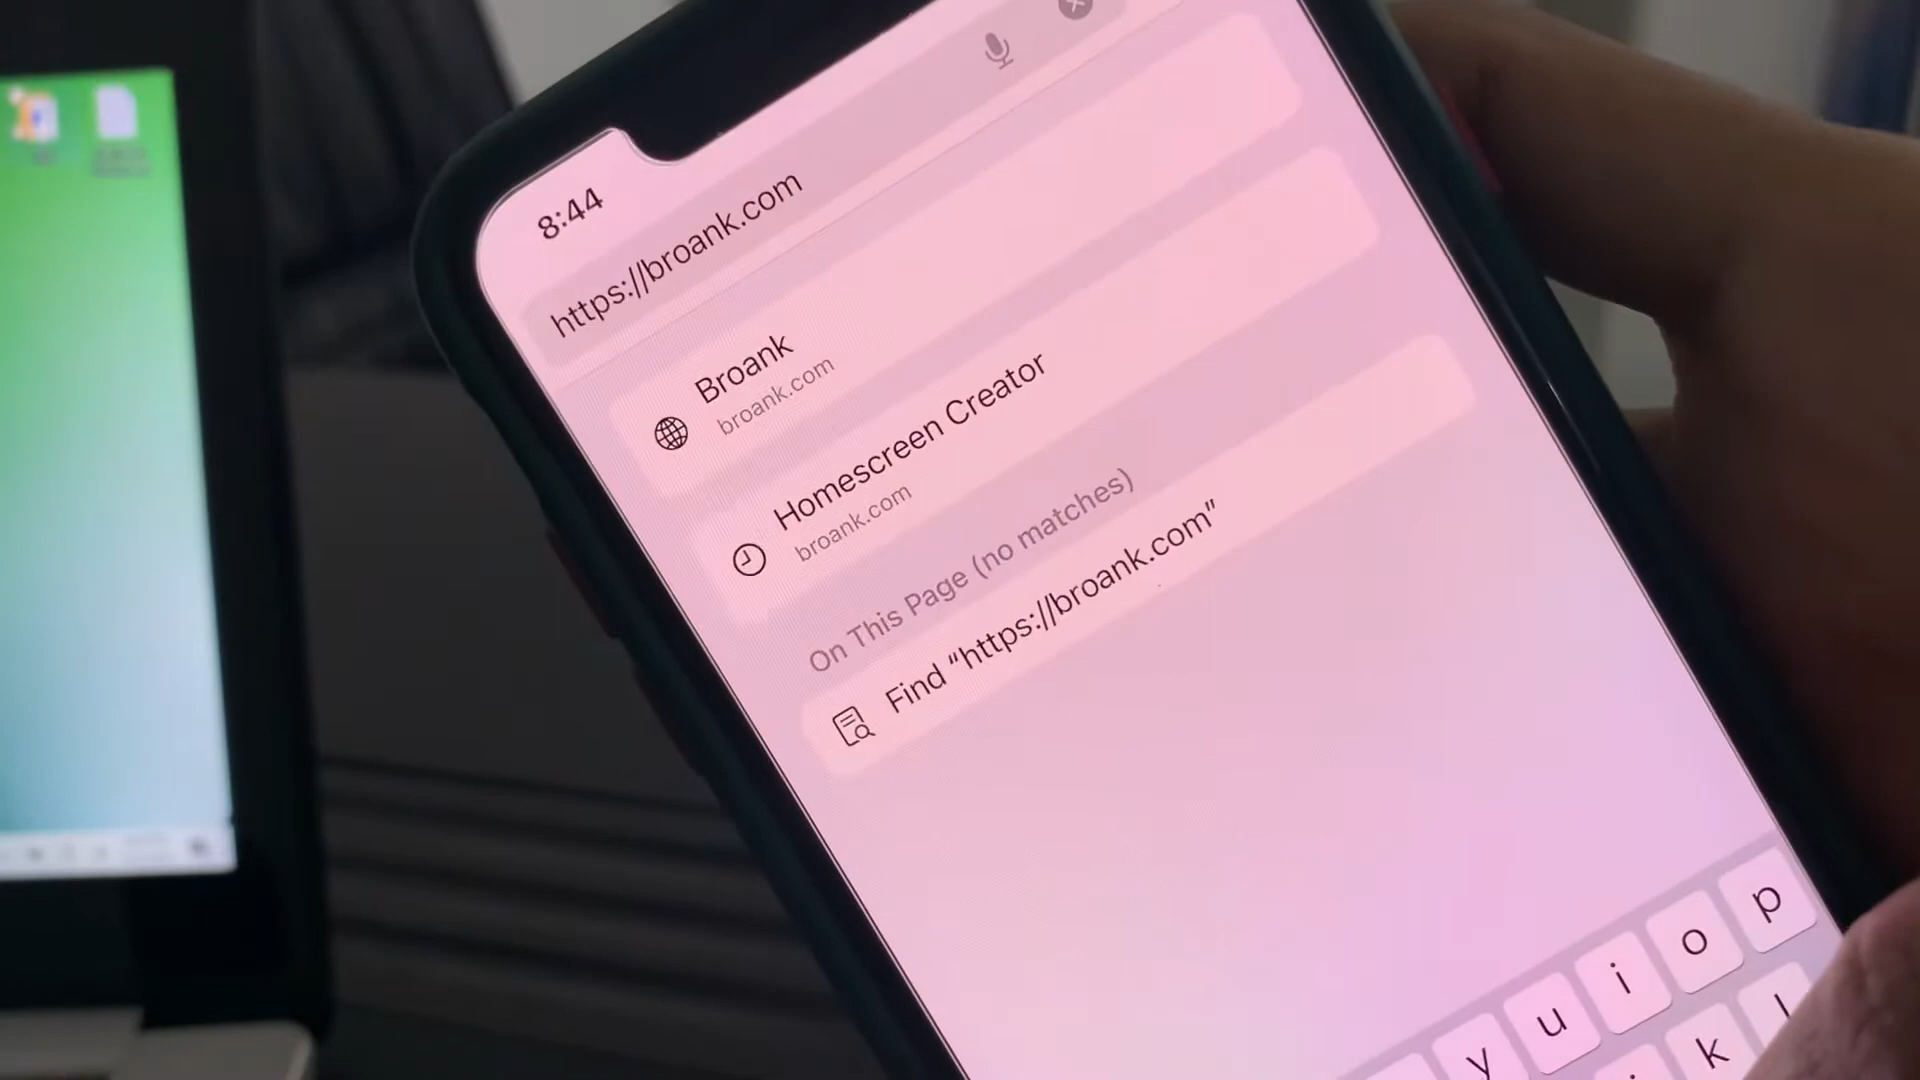 8:44
https://broank.com
Broank
broank.com
Homescreen Creator
broank.com
On This Page (no matches)
Find “https://broank.com”
y u i o p
k l